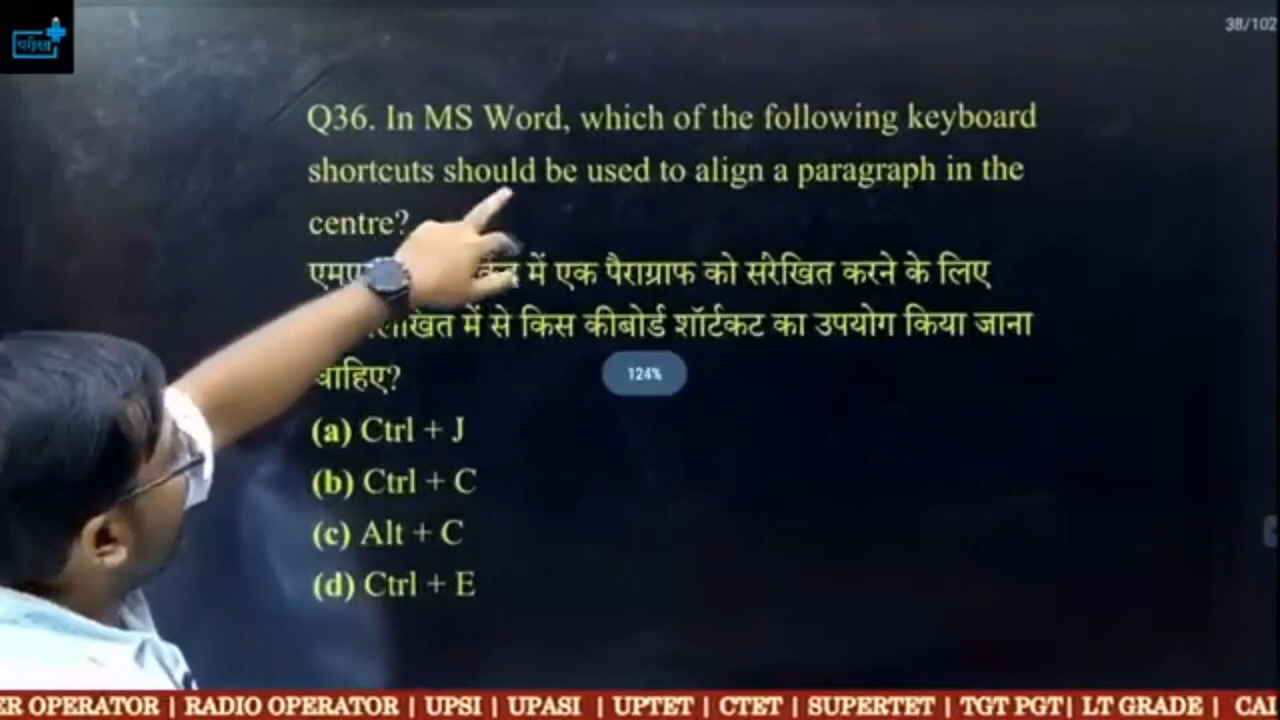 परीक्षा
38/102
Q36. In MS Word, which of the following keyboard
shortcuts should be used to align a paragraph in the
centre?
में एक पैराग्राफ को संरेखित करने के लिए
में से किस कीबोर्ड शॉर्टकट का उपयोग किया जाना
चाहिए?
124%
(a) Ctrl + J
(b) Ctrl + C
(c) Alt + C
(d) Ctrl + E
ER OPERATOR | RADIO OPERATOR | UPSI | UPASI | UPTET | CTET | SUPERTET | TGT PGT | LT GRADE |